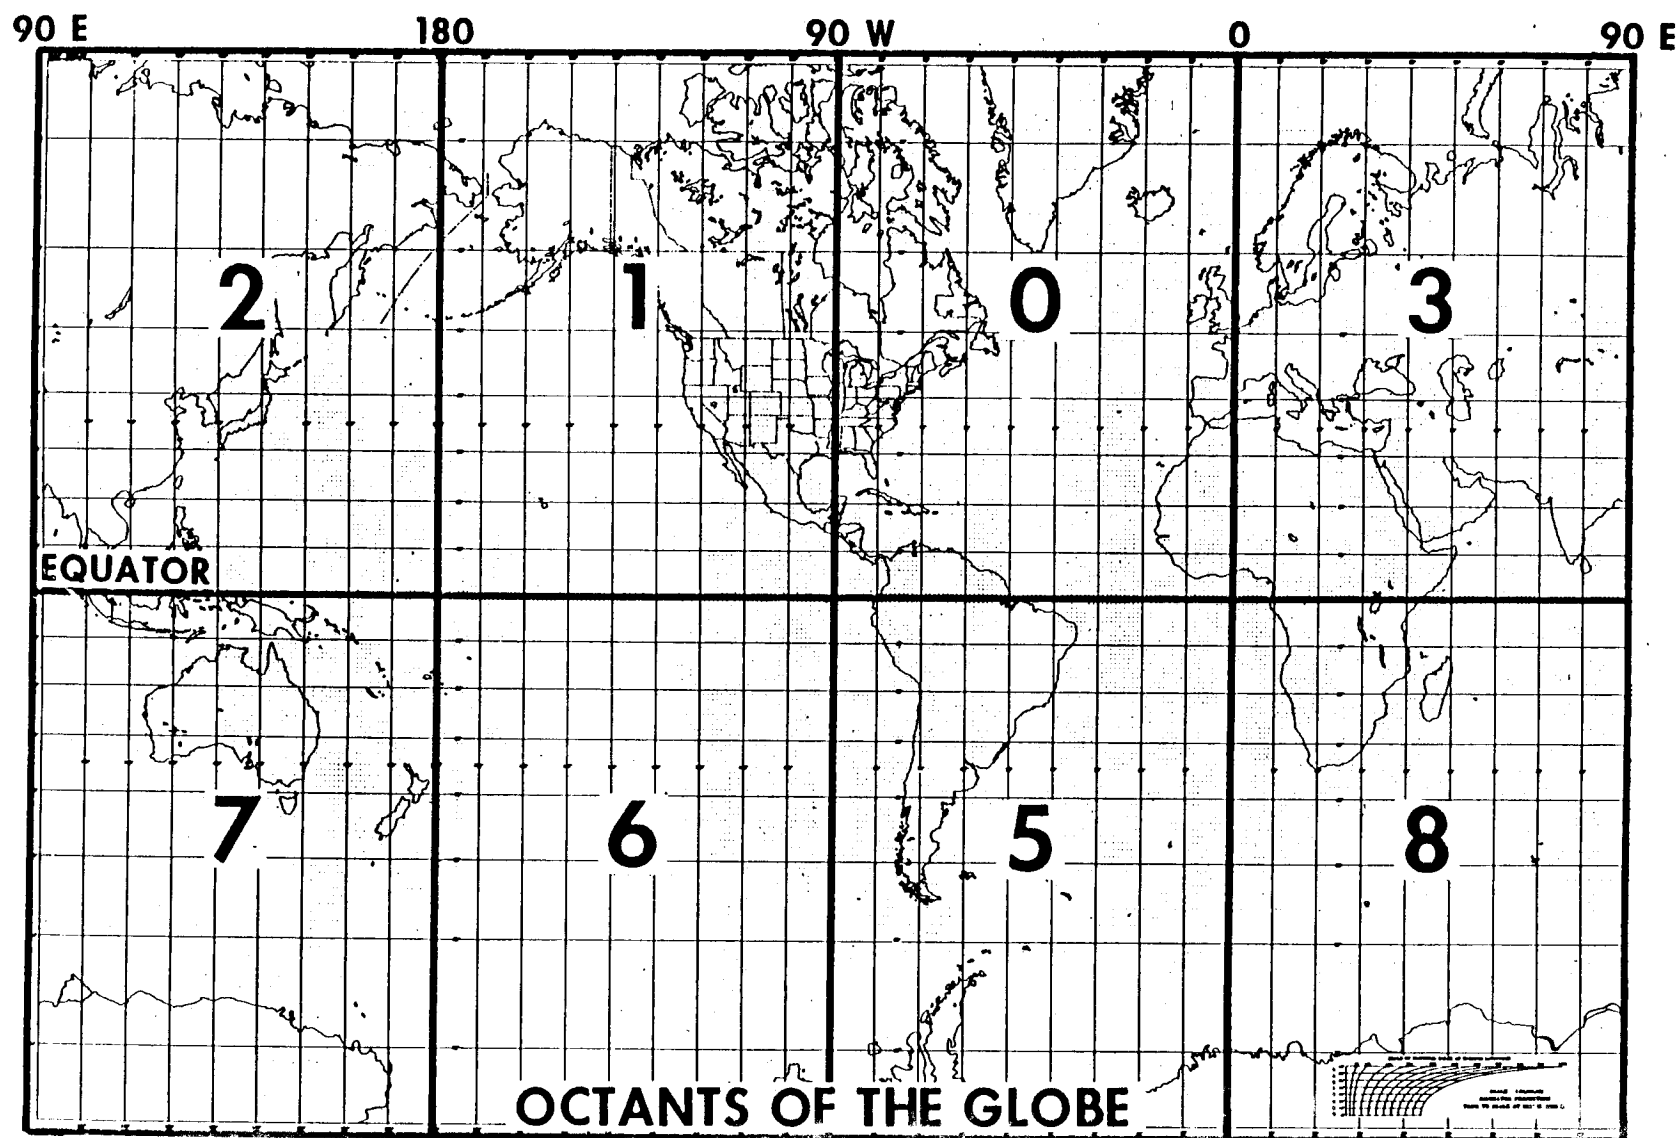 90 E 180 90 W 0 90 E
2 1 0 3
EQUATOR
7 6 5 8
OCTANTS OF THE GLOBE